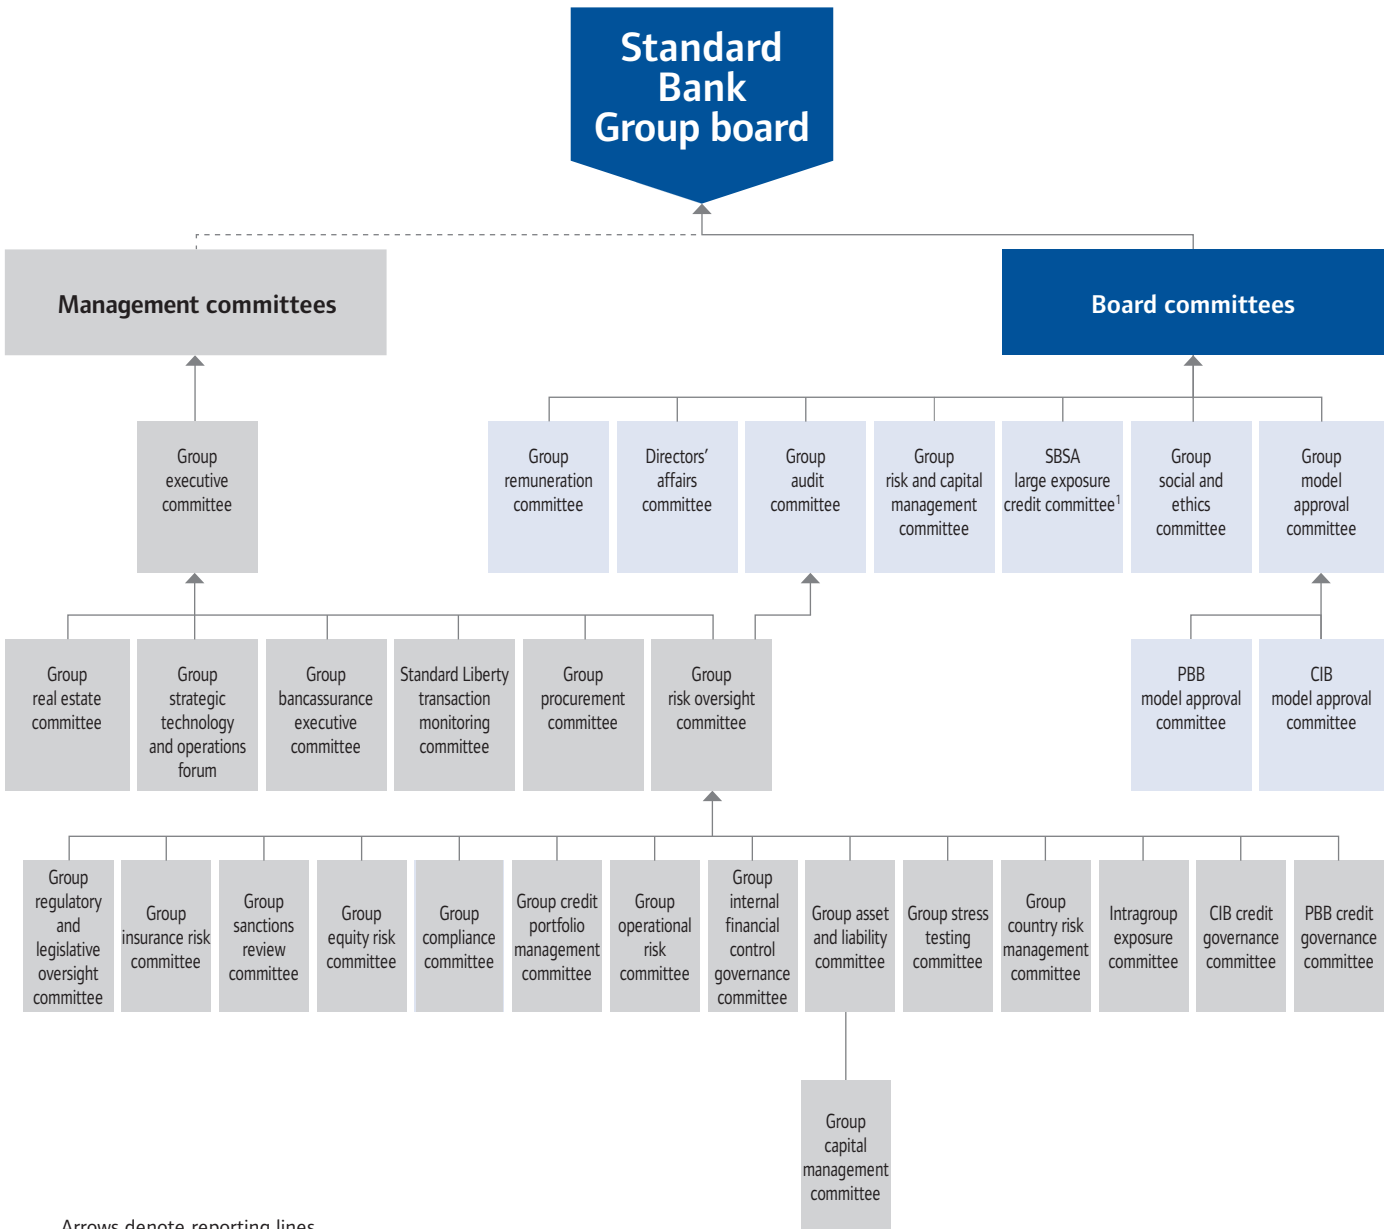 Standard
Bank
Group board
Management committees
Board committees
Group
executive
committee
Group
remuneration
committee
Directors’
affairs
committee
Group
audit
committee
Group
risk and capital
management
committee
SBSA
large exposure
credit committee1
Group
social and
ethics
committee
Group
model
approval
committee
Group
real estate
committee
Group
strategic
technology
and operations
forum
Group
bancassurance
executive
committee
Standard Liberty
transaction
monitoring
committee
Group
procurement
committee
Group
risk oversight
committee
PBB
model approval
committee
CIB
model approval
committee
Group
regulatory
and
legislative
oversight
committee
Group
insurance risk
committee
Group
sanctions
review
committee
Group
equity risk
committee
Group
compliance
committee
Group credit
portfolio
management
committee
Group
operational
risk
committee
Group
internal
financial
control
governance
committee
Group asset
and liability
committee
Group stress
testing
committee
Group
country risk
management
committee
Intragroup
exposure
committee
CIB credit
governance
committee
PBB credit
governance
committee
Group
capital
management
committee
Arrows denote reporting lines